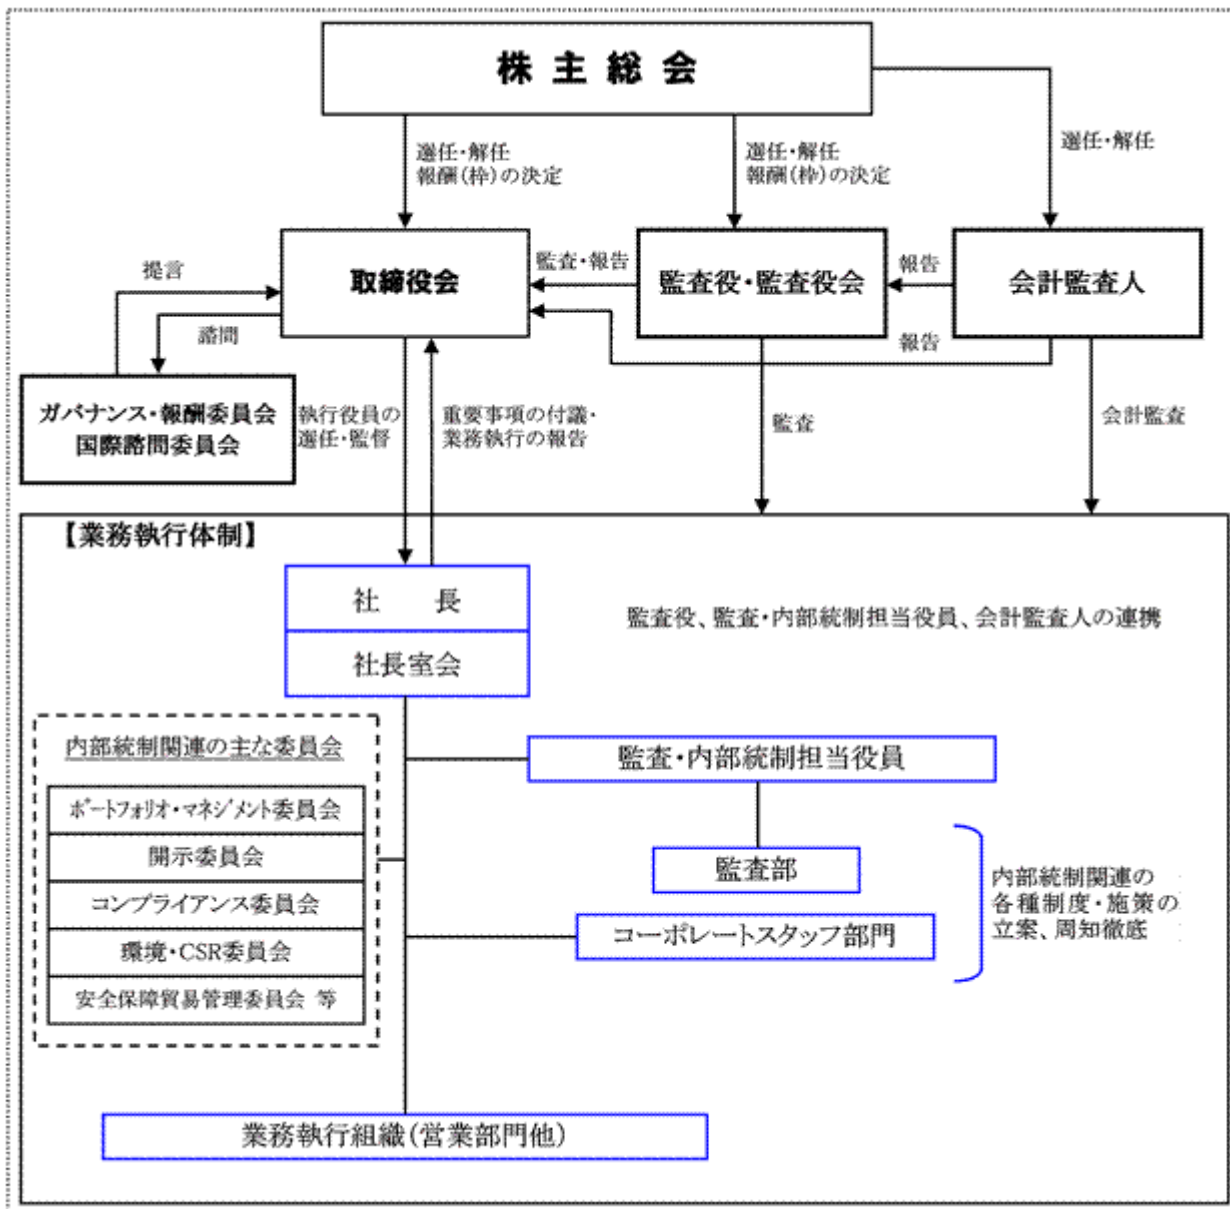 株主総会
選任・解任
報酬(枠)の決定
選任・解任
報酬(枠)の決定
選任・解任
取締役会
監査・報告
監査役・監査役会
報告
会計監査人
提言
諮問
報告
ガバナンス・報酬委員会
国際諮問委員会
執行役員の
選任・監督
重要事項の付議・
業務執行の報告
監査
会計監査
【業務執行体制】
社 長
社長室会
監査役、監査・内部統制担当役員、会計監査人の連携
内部統制関連の主な委員会
ポートフォリオ・マネジメント委員会
開示委員会
コンプライアンス委員会
環境・CSR委員会
安全保障貿易管理委員会 等
監査・内部統制担当役員
監査部
コーポレートスタッフ部門
内部統制関連の
各種制度・施策の
立案、周知徹底
業務執行組織(営業部門他)